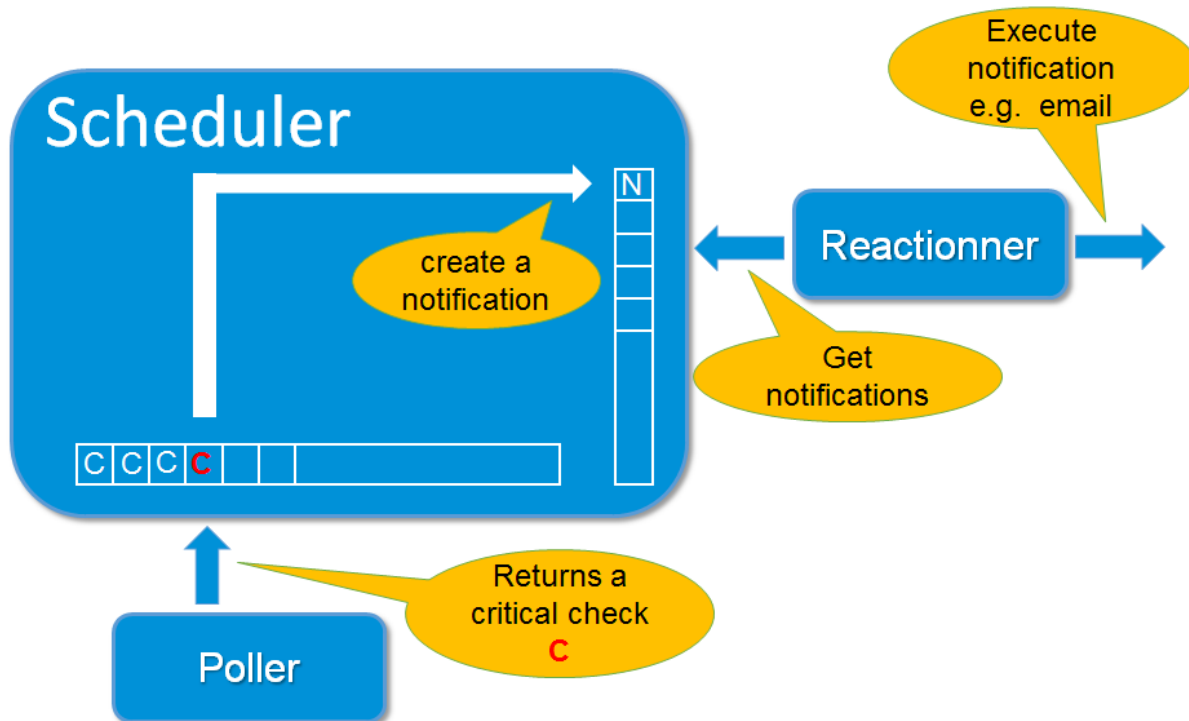 Execute
notification
e.g. email
Scheduler
N
Reactionner
create a
notification
Get
notifications
C C C C
Returns a
critical check
C
Poller